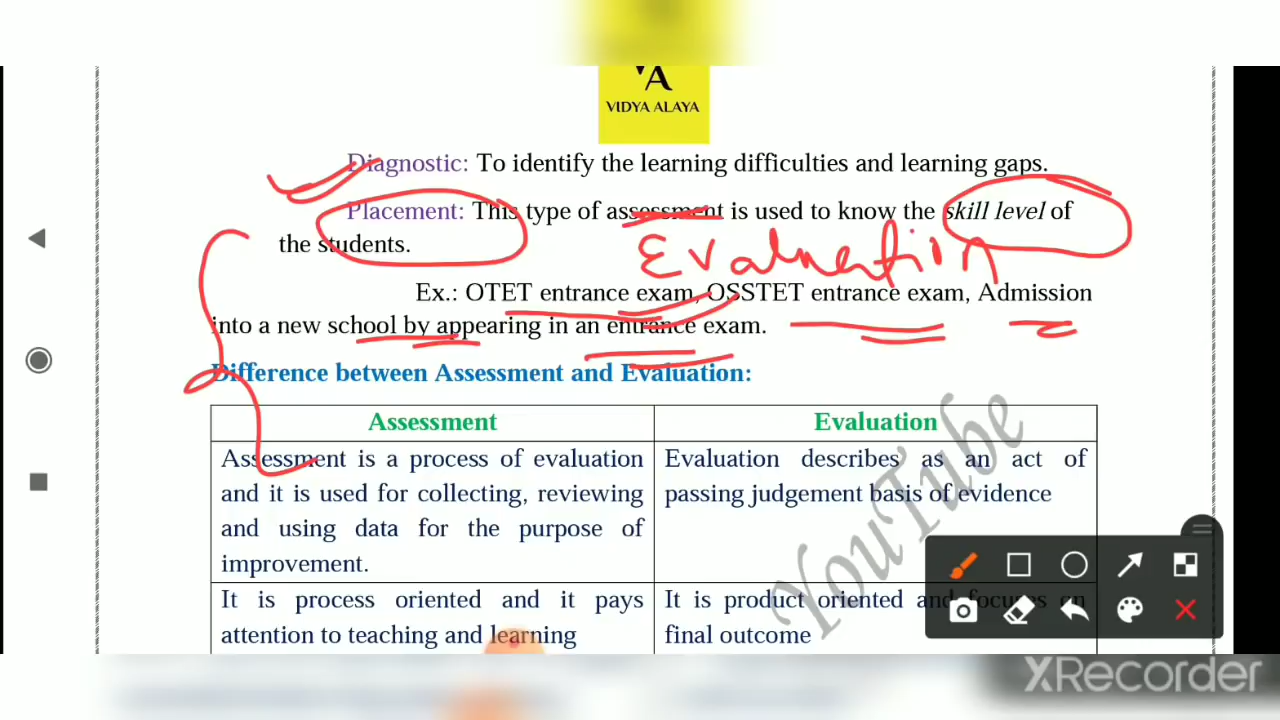 VA
VIDYA ALAYA
Diagnostic: To identify the learning difficulties and learning gaps.
Placement: This type of assessment is used to know the skill level of
the students.
Evaluation
Ex.: OTET entrance exam, OSSTET entrance exam, Admission
into a new school by appearing in an entrance exam.
Difference between Assessment and Evaluation:
Assessment
Evaluation
Assessment is a process of evaluation
and it is used for collecting, reviewing
and using data for the purpose of
improvement.
Evaluation describes as an act of
passing judgement basis of evidence
It is process oriented and it pays
attention to teaching and learning
It is product oriented and focuses on
final outcome
YouTube
XRecorder